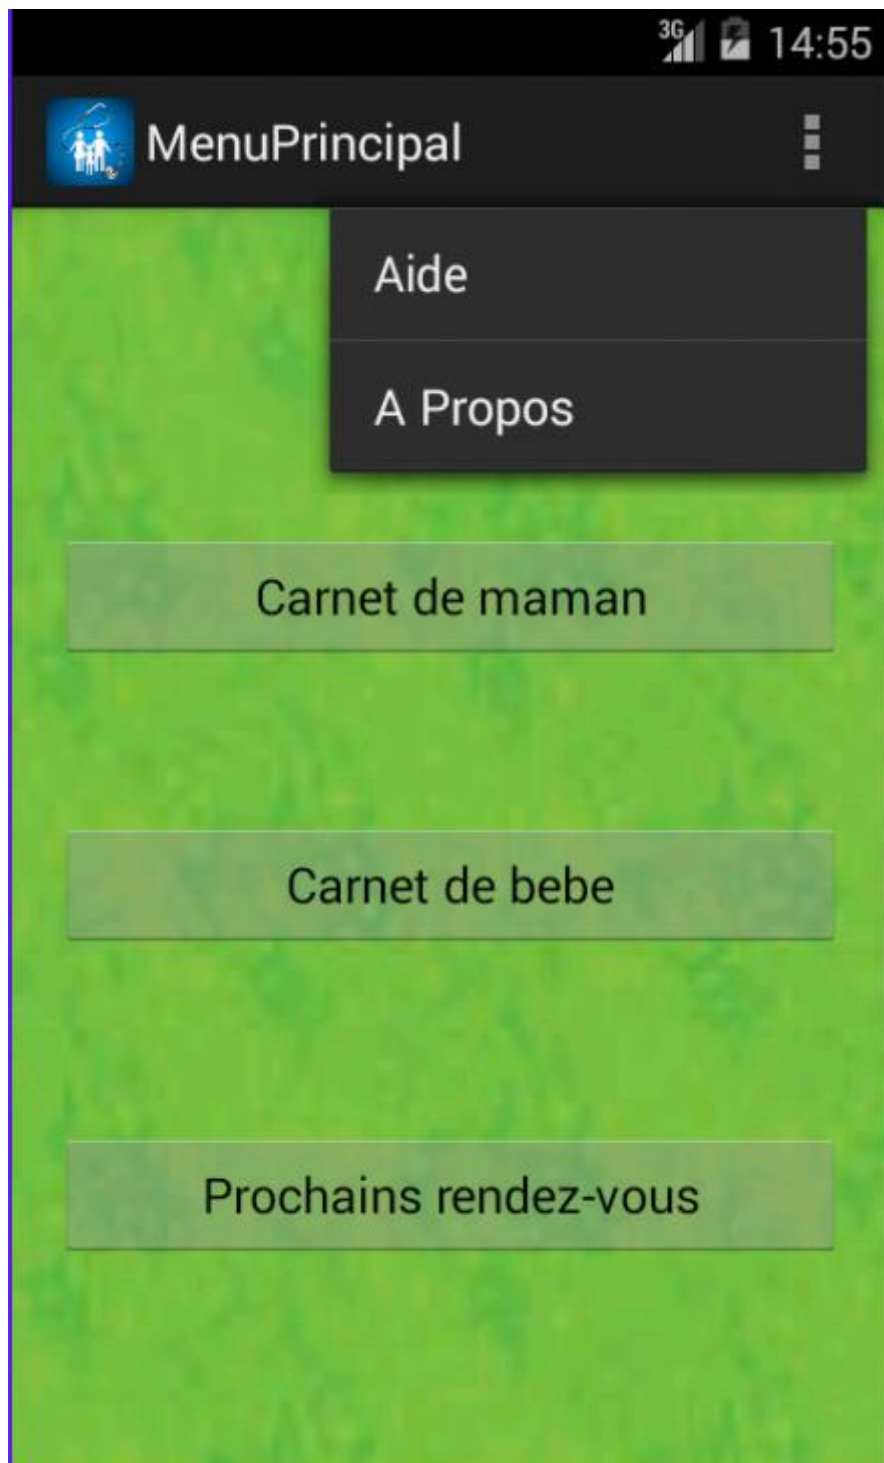 3G 14:55
MenuPrincipal
Aide
A Propos
Carnet de maman
Carnet de bebe
Prochains rendez-vous